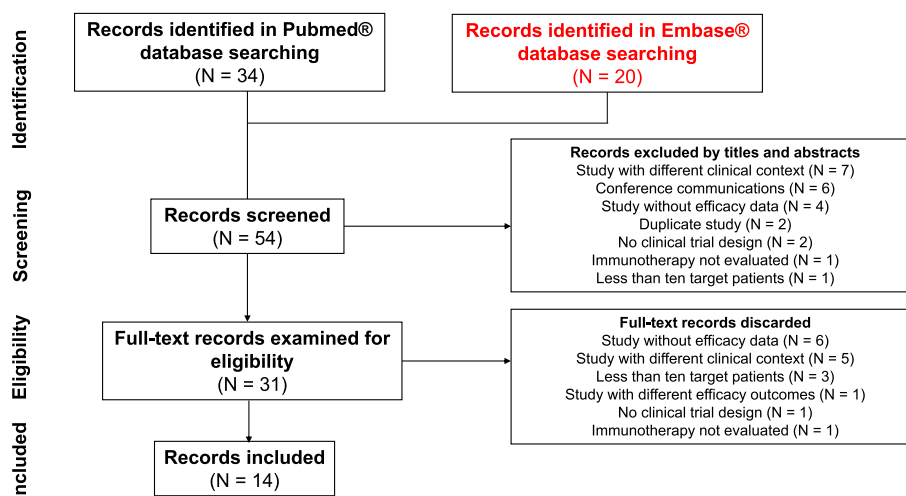 Identification
Records identified in Pubmed®
database searching
(N = 34)
Records identified in Embase®
database searching
(N = 20)
Screening
Records screened
(N = 54)
Records excluded by titles and abstracts
Study with different clinical context (N = 7)
Conference communications (N = 6)
Study without efficacy data (N = 4)
Duplicate study (N = 2)
No clinical trial design (N = 2)
Immunotherapy not evaluated (N = 1)
Less than ten target patients (N = 1)
Eligibility
Full-text records examined for
eligibility
(N = 31)
Full-text records discarded
Study without efficacy data (N = 6)
Study with different clinical context (N = 5)
Less than ten target patients (N = 3)
Study with different efficacy outcomes (N = 1)
No clinical trial design (N = 1)
Immunotherapy not evaluated (N = 1)
ncluded
Records included
(N = 14)